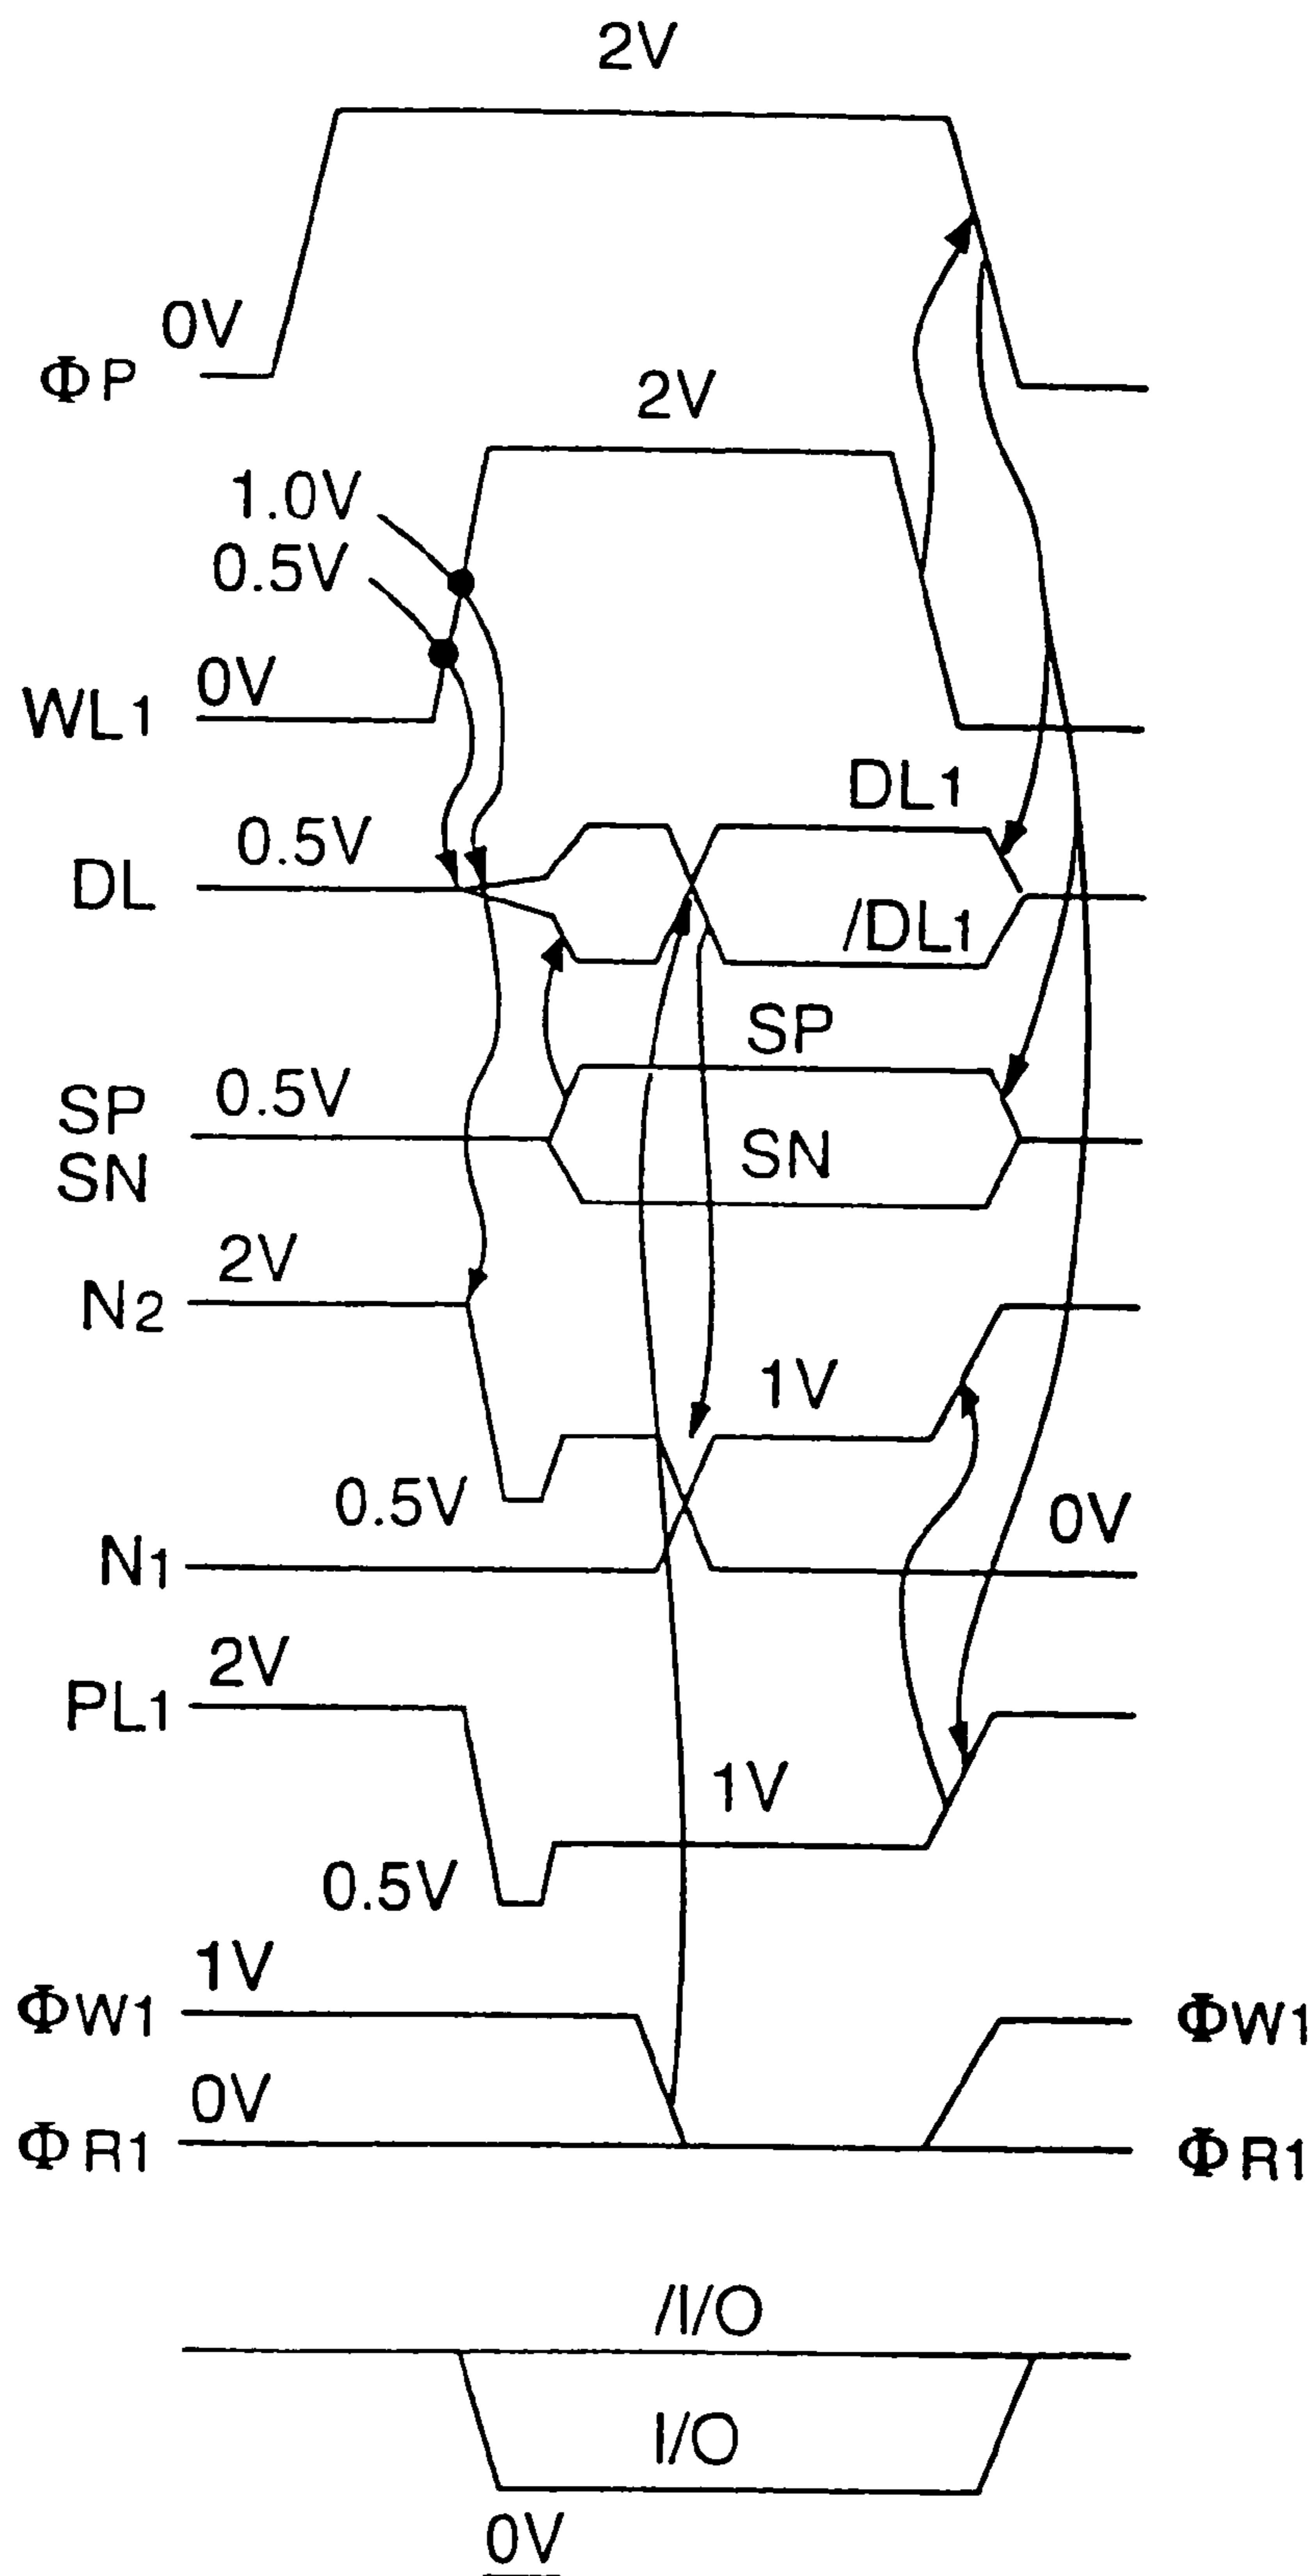 2V
0V
ΦP
2V
1.0V
0.5V
0V
WL1
DL1
0.5V
DL
/DL1
SP
0.5V
SP
SN
SN
2V
N2
1V
0.5V
0V
N1
2V
PL1
1V
0.5V
1V
ΦW1 ΦW1
0V
ΦR1 ΦR1
/I/O
I/O
0V